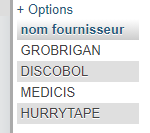 + Options
nom fournisseur
GROBRIGAN
DISCOBOL
MEDICIS
HURRYTAPE